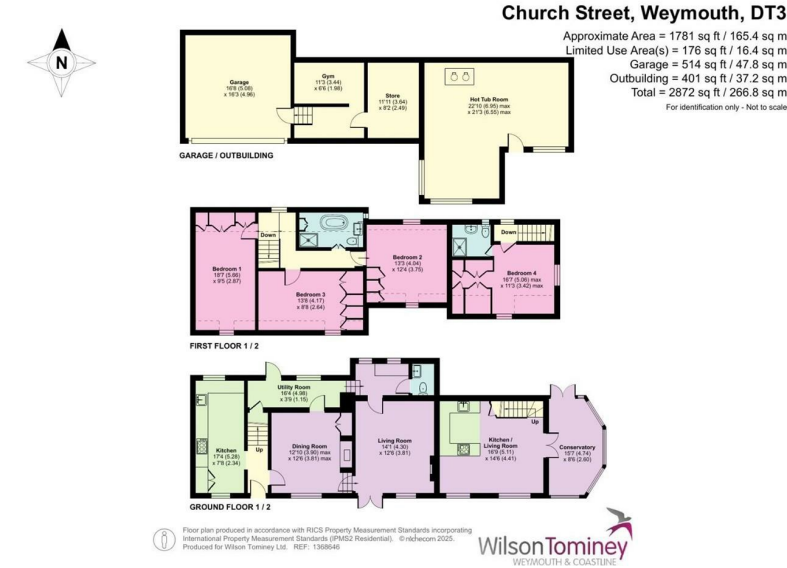 Church Street, Weymouth, DT3
Approximate Area = 1781 sq ft / 165.4 sq m
Limited Use Area(s) = 176 sq ft / 16.4 sq m
Garage = 514 sq ft / 47.8 sq m
Outbuilding = 401 sq ft / 37.2 sq m
Total = 2872 sq ft / 266.8 sq m
For identification only - Not to scale
N
Garage
16'8 (5.08)
x 16'3 (4.96)
Gym
11'3 (3.44)
x 6'6 (1.98)
Store
11'11 (3.64)
x 8'2 (2.49)
Hot Tub Room
22'10 (6.95) max
x 21'3 (6.55) max
GARAGE / OUTBUILDING
Down
Bedroom 1
18'7 (5.66)
x 9'5 (2.87)
Bedroom 3
13'8 (4.17)
x 8'8 (2.64)
Bedroom 2
13'3 (4.04)
x 12'4 (3.75)
Down
Bedroom 4
16'7 (5.06) max
x 11'3 (3.42) max
FIRST FLOOR 1 / 2
Utility Room
16'4 (4.98)
x 3'9 (1.15)
Kitchen
17'4 (5.28)
x 7'8 (2.34)
Up
Dining Room
12'10 (3.90) max
x 12'6 (3.81) max
Living Room
14'1 (4.30)
x 12'6 (3.81)
Kitchen /
Living Room
16'9 (5.11)
x 14'6 (4.41)
Up
Conservatory
15'7 (4.74)
x 8'6 (2.60)
GROUND FLOOR 1 / 2
Floor plan produced in accordance with RICS Property Measurement Standards incorporating
International Property Measurement Standards (IPMS2 Residential). © nichecom 2025.
Produced for Wilson Tominey Ltd. REF: 1368646
WilsonTominey
WEYMOUTH & COASTLINE